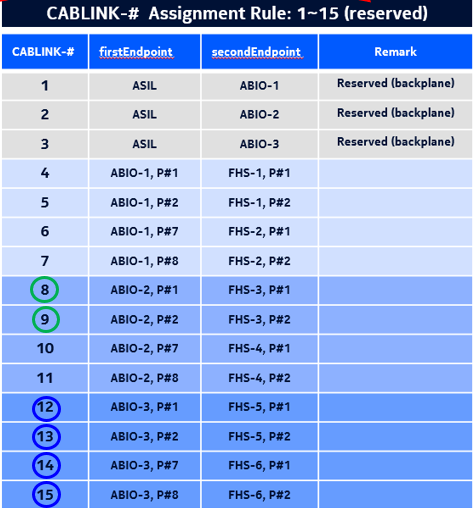 CABLINK-# Assignment Rule: 1~15 (reserved)
CABLINK-# firstEndpoint secondEndpoint Remark
1 ASIL ABIO-1 Reserved (backplane)
2 ASIL ABIO-2 Reserved (backplane)
3 ASIL ABIO-3 Reserved (backplane)
4 ABIO-1, P#1 FHS-1, P#1
5 ABIO-1, P#2 FHS-1, P#2
6 ABIO-1, P#7 FHS-2, P#1
7 ABIO-1, P#8 FHS-2, P#2
8 ABIO-2, P#1 FHS-3, P#1
9 ABIO-2, P#2 FHS-3, P#2
10 ABIO-2, P#7 FHS-4, P#1
11 ABIO-2, P#8 FHS-4, P#2
12 ABIO-3, P#1 FHS-5, P#1
13 ABIO-3, P#2 FHS-5, P#2
14 ABIO-3, P#7 FHS-6, P#1
15 ABIO-3, P#8 FHS-6, P#2